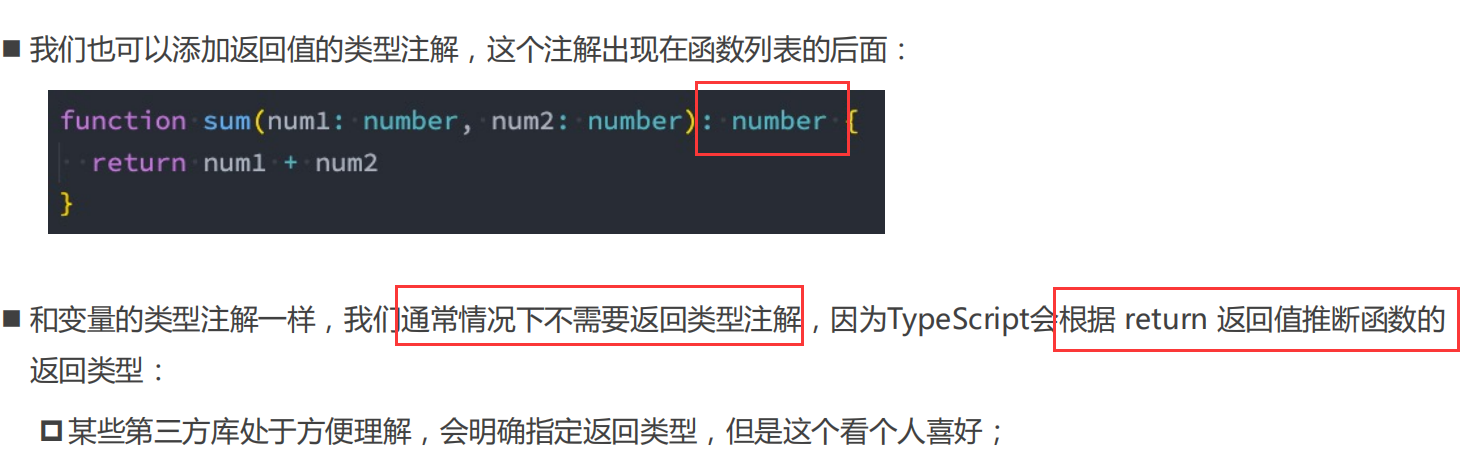 ■ 我们也可以添加返回值的类型注解，这个注解出现在函数列表的后面：
function sum(num1: number, num2: number): number {
  return num1 + num2
}
■ 和变量的类型注解一样，我们通常情况下不需要返回类型注解，因为TypeScript会根据 return 返回值推断函数的
返回类型：
某些第三方库处于方便理解，会明确指定返回类型，但是这个看个人喜好；